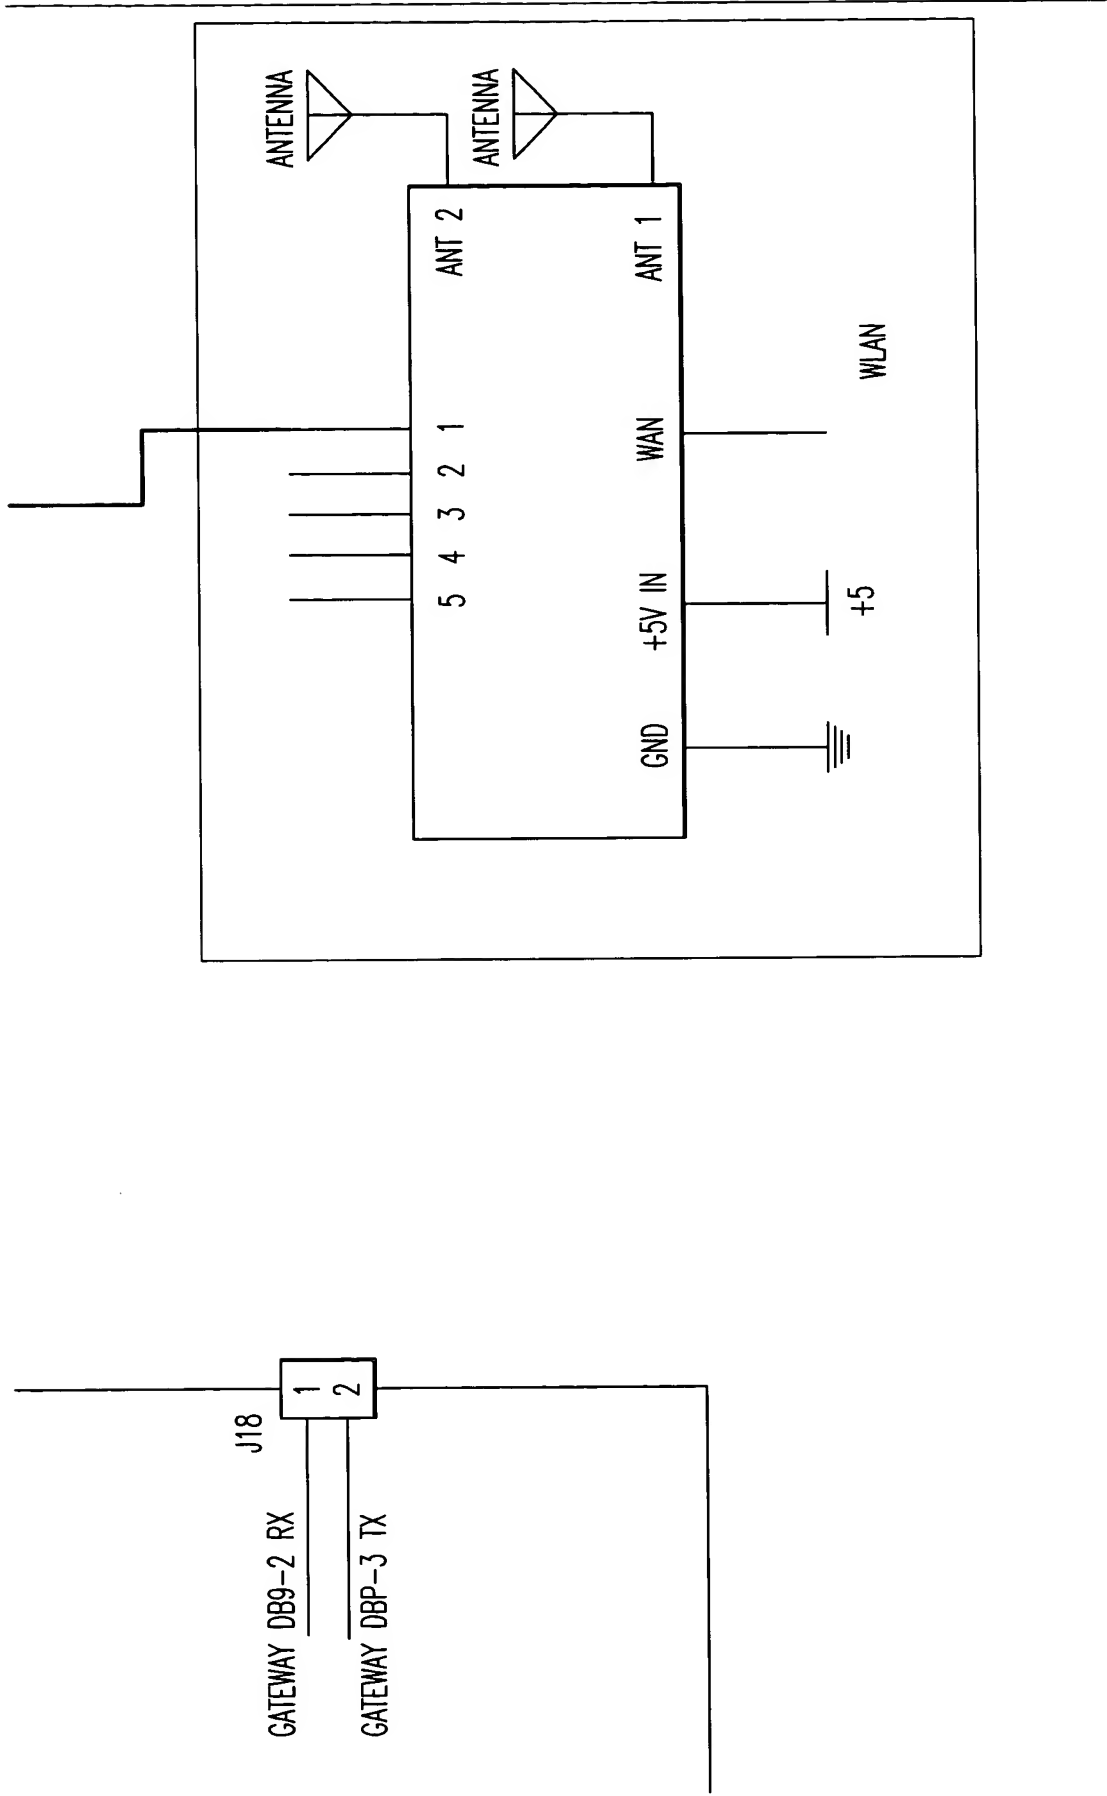 GATEWAY DB9-2 RX
GATEWAY DBP-3 TX
J18
1
2
ANTENNA
ANTENNA
5 4 3 2 1
ANT 2
GND
+5V IN
WAN
ANT 1
+5
WLAN